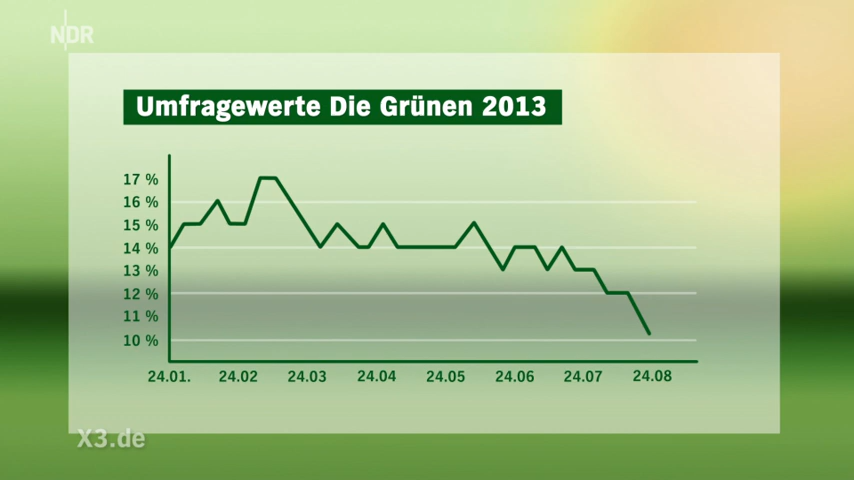 NDR
Umfragewerte Die Grünen 2013
17 %
16 %
15 %
14 %
13 %
12 %
11 %
10 %
24.01. 24.02 24.03 24.04 24.05 24.06 24.07 24.08
X3.de